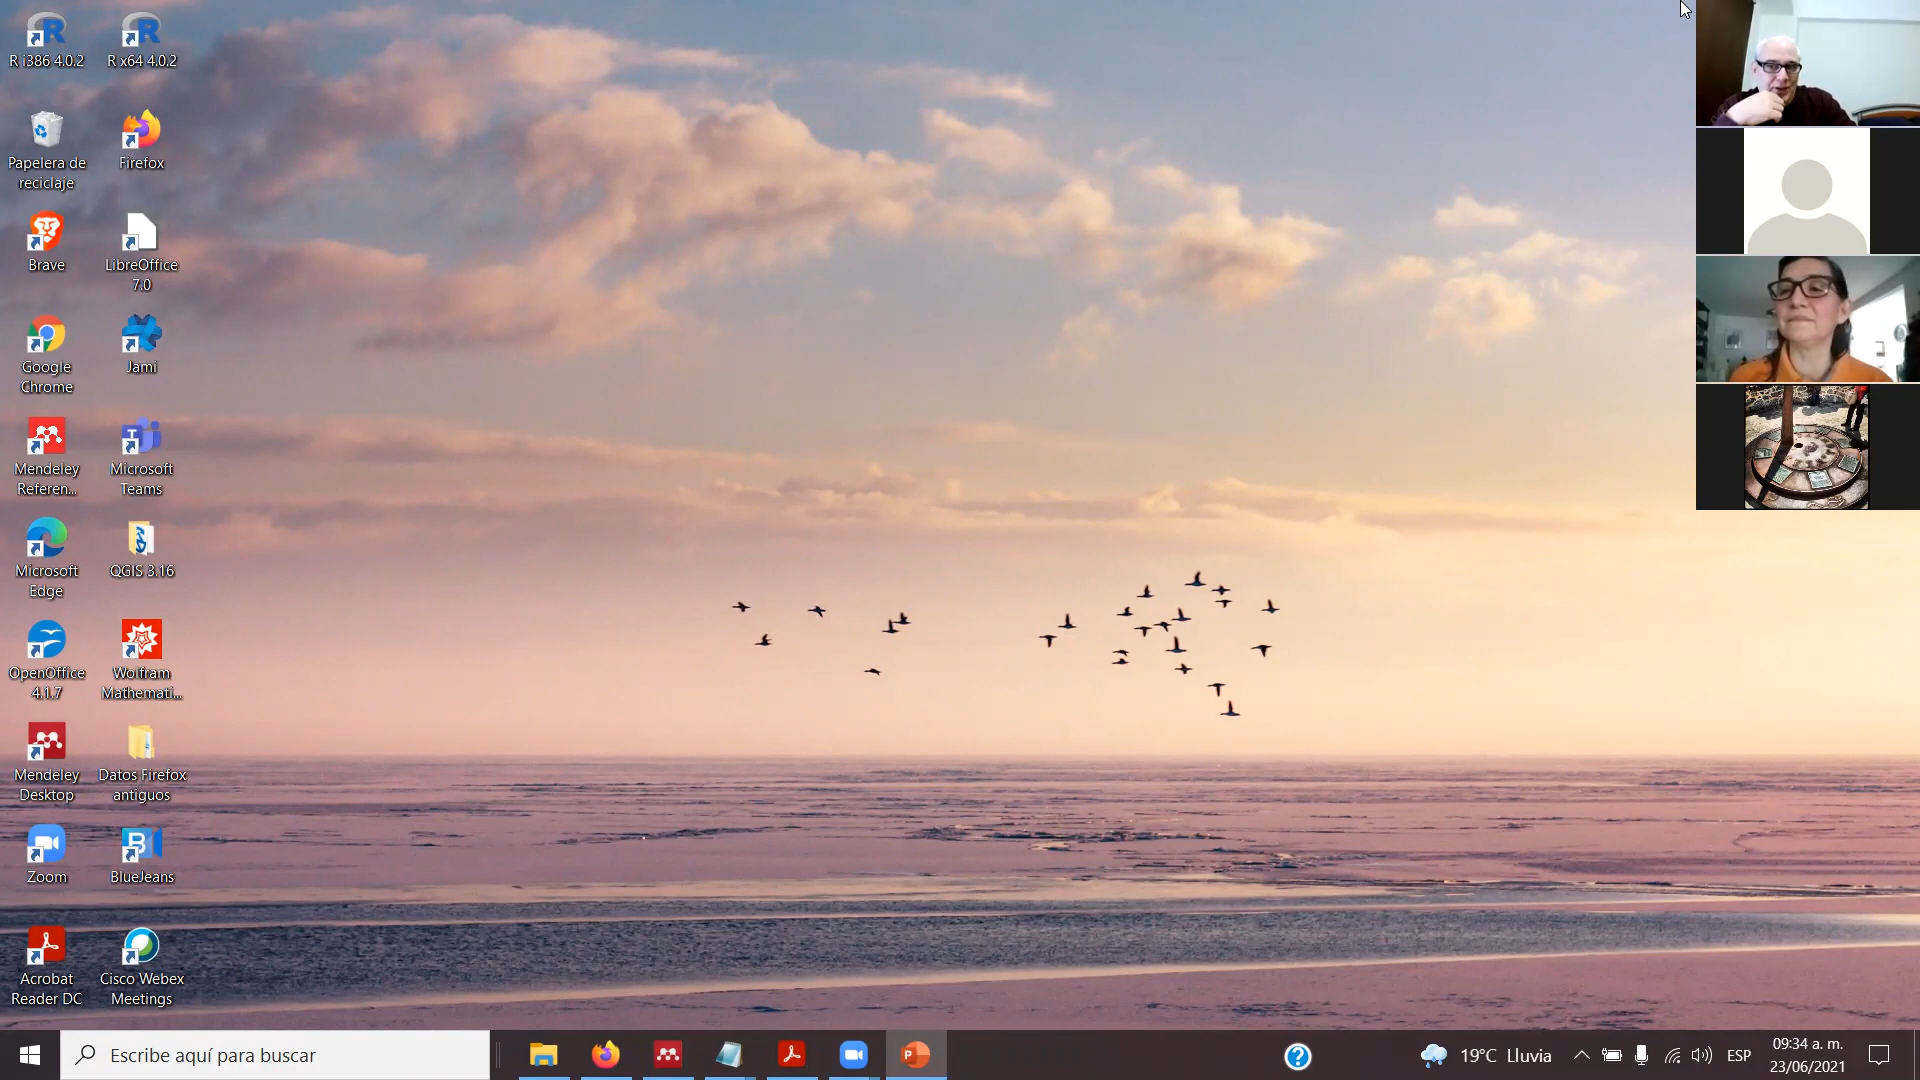 R i386 4.0.2
R x64 4.0.2
Papelera de
reciclaje
Firefox
Brave
LibreOffice
7.0
Google
Chrome
Jami
Mendeley
Referen...
Microsoft
Teams
Microsoft
Edge
QGIS 3.16
OpenOffice
4.1.7
Wolfram
Mathemati...
Mendeley
Desktop
Datos Firefox
antiguos
Zoom
BlueJeans
Acrobat
Reader DC
Cisco Webex
Meetings
Escribe aquí para buscar
19°C Lluvia
ESP
09:34 a. m.
23/06/2021